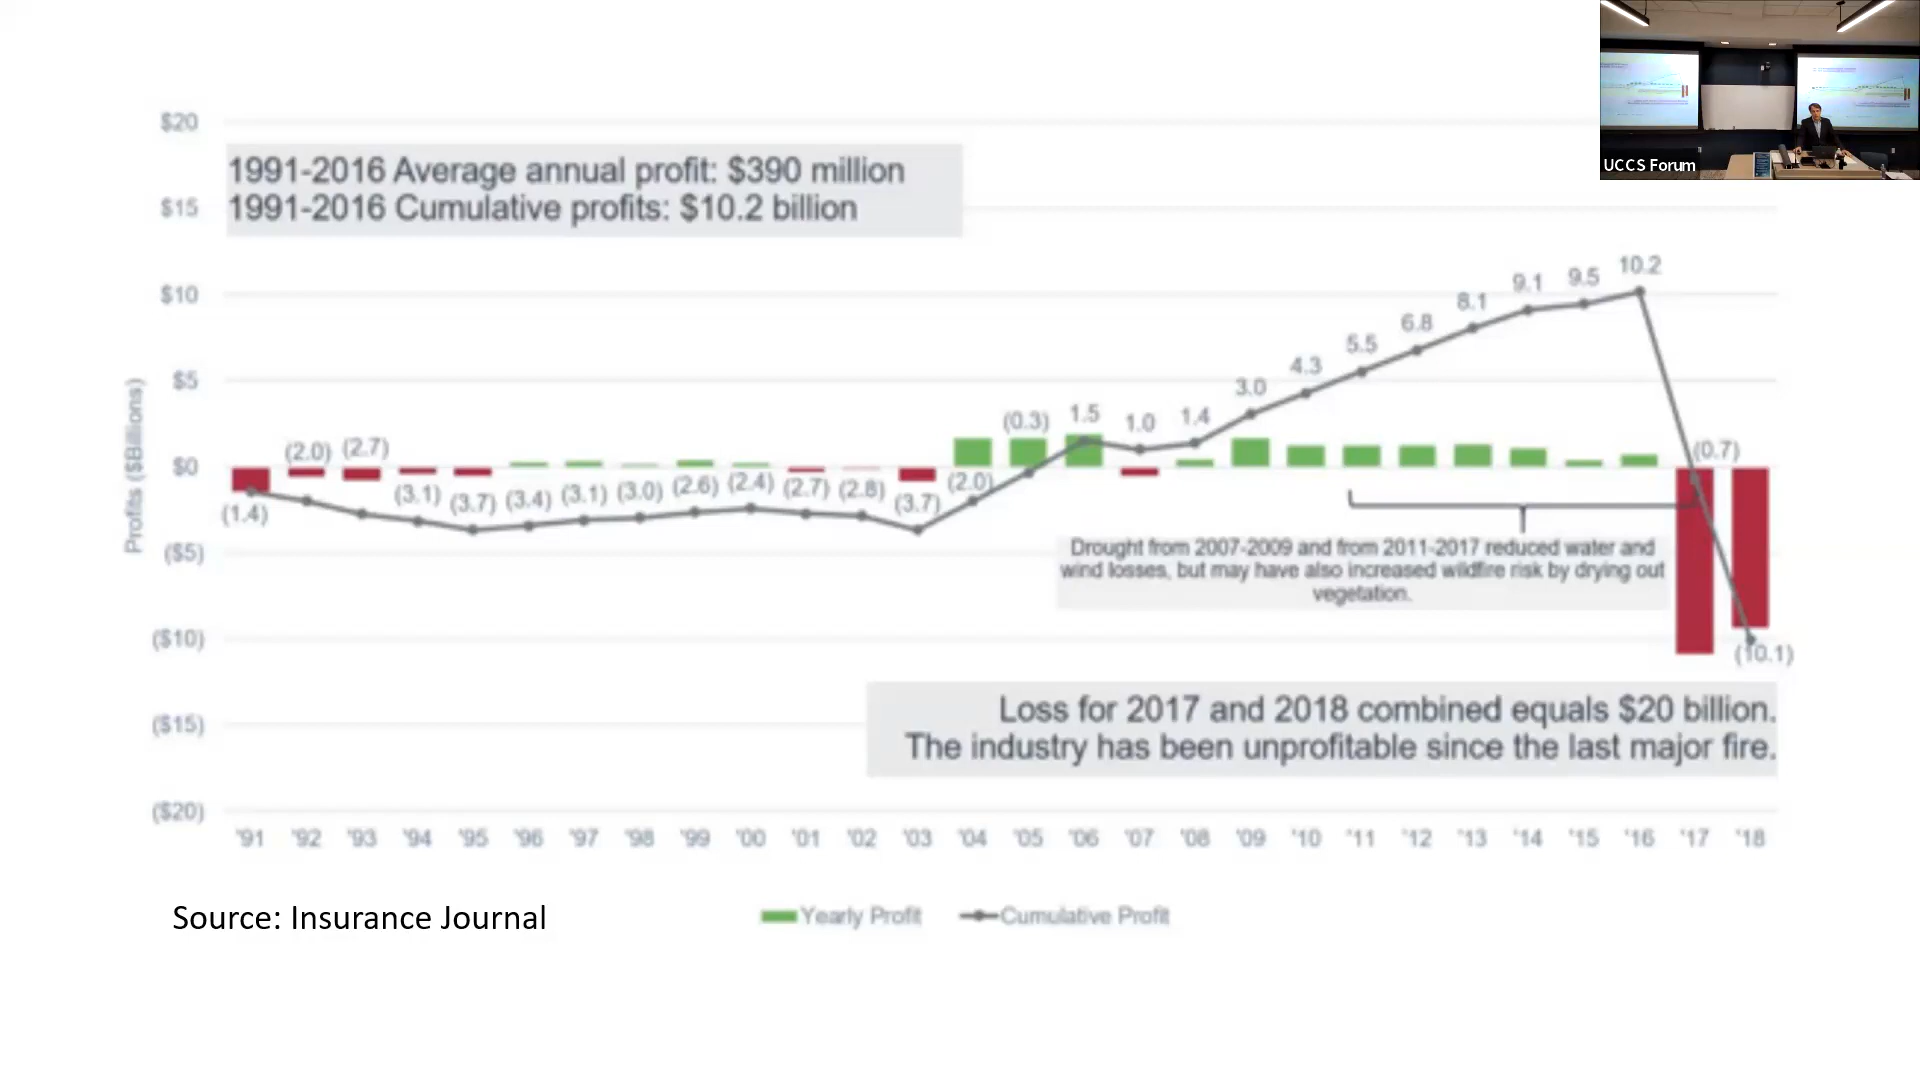 UCCS Forum
$20
1991-2016 Average annual profit: $390 million
1991-2016 Cumulative profits: $10.2 billion
$15
$10
$5
$0
($5)
($10)
($15)
($20)
Profits ($Billions)
(1.4)
(2.0)
(2.7)
(3.1)
(3.7)
(3.4)
(3.1)
(3.0)
(2.6)
(2.4)
(2.7)
(2.8)
(3.7)
(2.0)
(0.3)
1.5
1.0
1.4
3.0
4.3
5.5
6.8
8.1
9.1
9.5
10.2
(0.7)
(10.1)
Drought from 2007-2009 and from 2011-2017 reduced water and
wind losses, but may have also increased wildfire risk by drying out
vegetation.
Loss for 2017 and 2018 combined equals $20 billion.
The industry has been unprofitable since the last major fire.
'91 '92 '93 '94 '95 '96 '97 '98 '99 '00 '01 '02 '03 '04 '05 '06 '07 '08 '09 '10 '11 '12 '13 '14 '15 '16 '17 '18
Source: Insurance Journal
Yearly Profit
Cumulative Profit